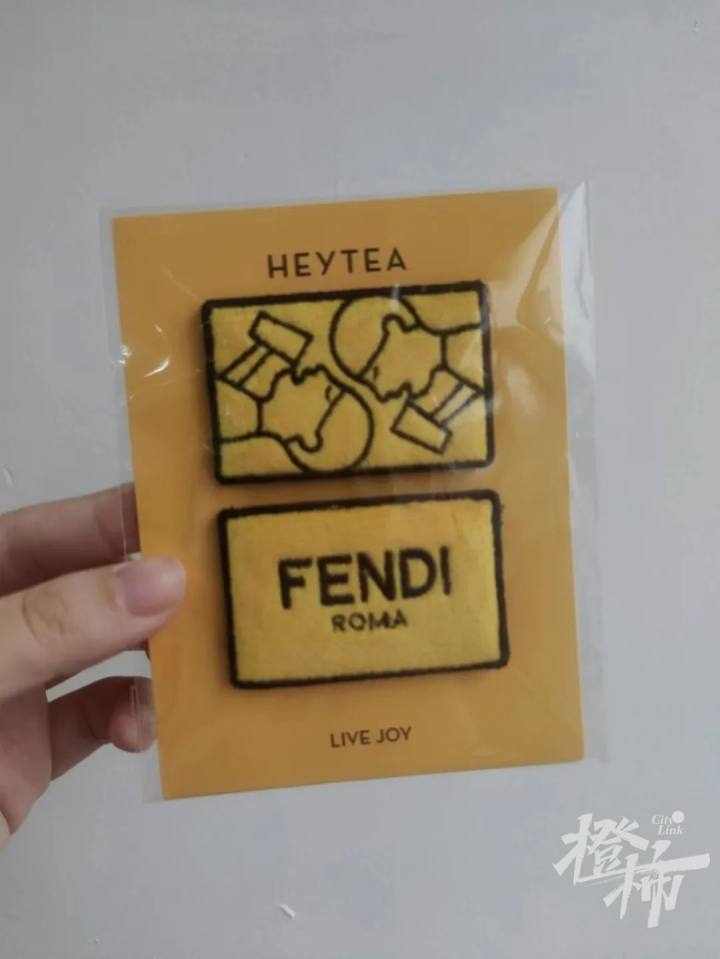 HEYTEA
FENDI
ROMA
LIVE JOY
City
Link
橙柿